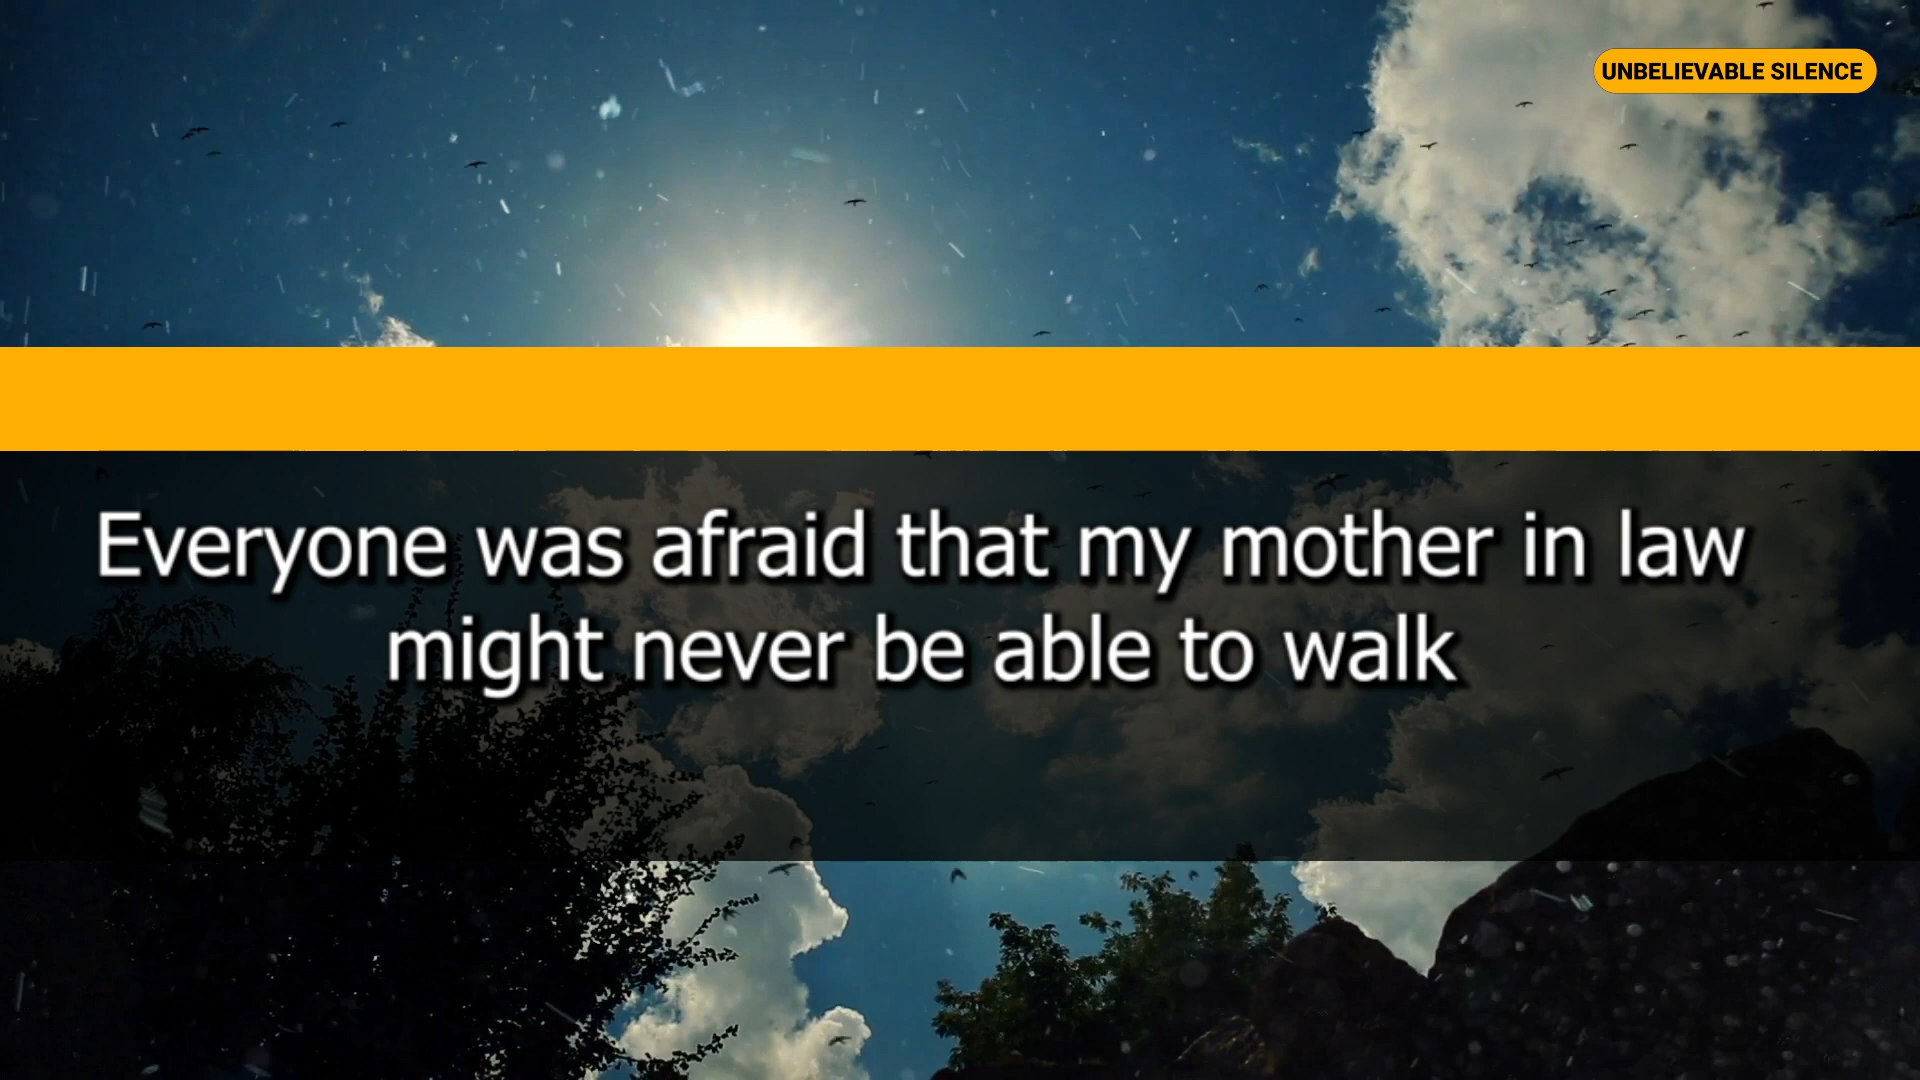 UNBELIEVABLE SILENCE
Everyone was afraid that my mother in law
might never be able to walk